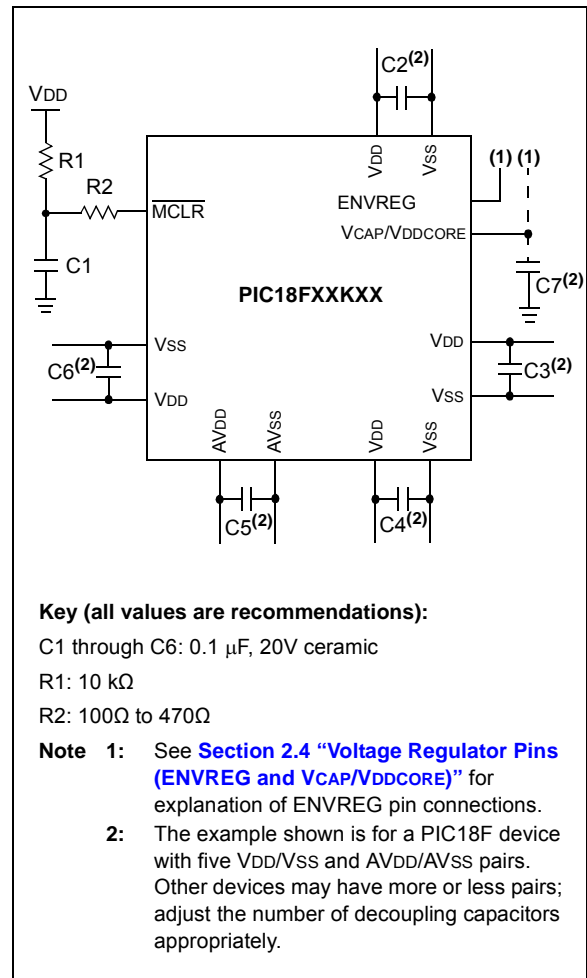 C2(2)
VDD
R1
R2
C1
MCLR
VDD
VSS
ENVREG
VCAP/VDDCORE
(1) (1)
C7(2)
PIC18FXXKXX
VSS
C6(2)
VDD
VDD
C3(2)
VSS
AVDD
AVSS
VDD
VSS
C5(2)
C4(2)
Key (all values are recommendations):
C1 through C6: 0.1 μF, 20V ceramic
R1: 10 kΩ
R2: 100Ω to 470Ω
Note 1: See Section 2.4 “Voltage Regulator Pins
(ENVREG and VCAP/VDDCORE)” for
explanation of ENVREG pin connections.
2: The example shown is for a PIC18F device
with five VDD/VSS and AVDD/AVSS pairs.
Other devices may have more or less pairs;
adjust the number of decoupling capacitors
appropriately.